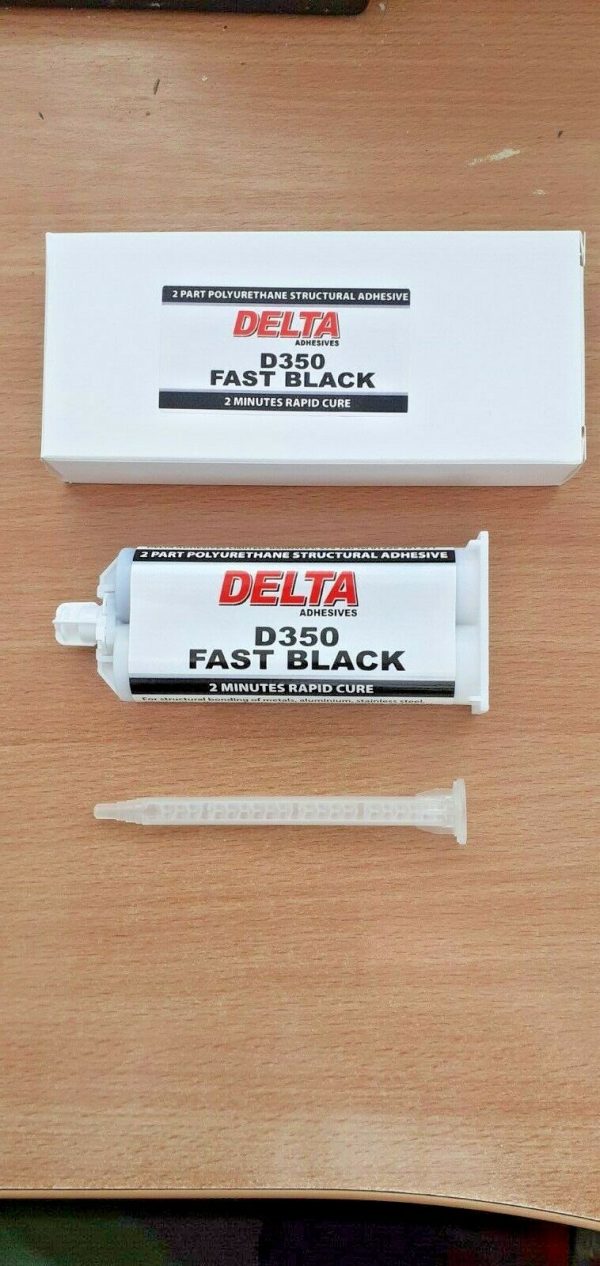 2 PART POLYURETHANE STRUCTURAL ADHESIVE
DELTA
ADHESIVES
D350
FAST BLACK
2 MINUTES RAPID CURE
2 PART POLYURETHANE STRUCTURAL ADHESIVE
DELTA
ADHESIVES
D350
FAST BLACK
2 MINUTES RAPID CURE
For structural bonding of metals, aluminium, stainless steel,